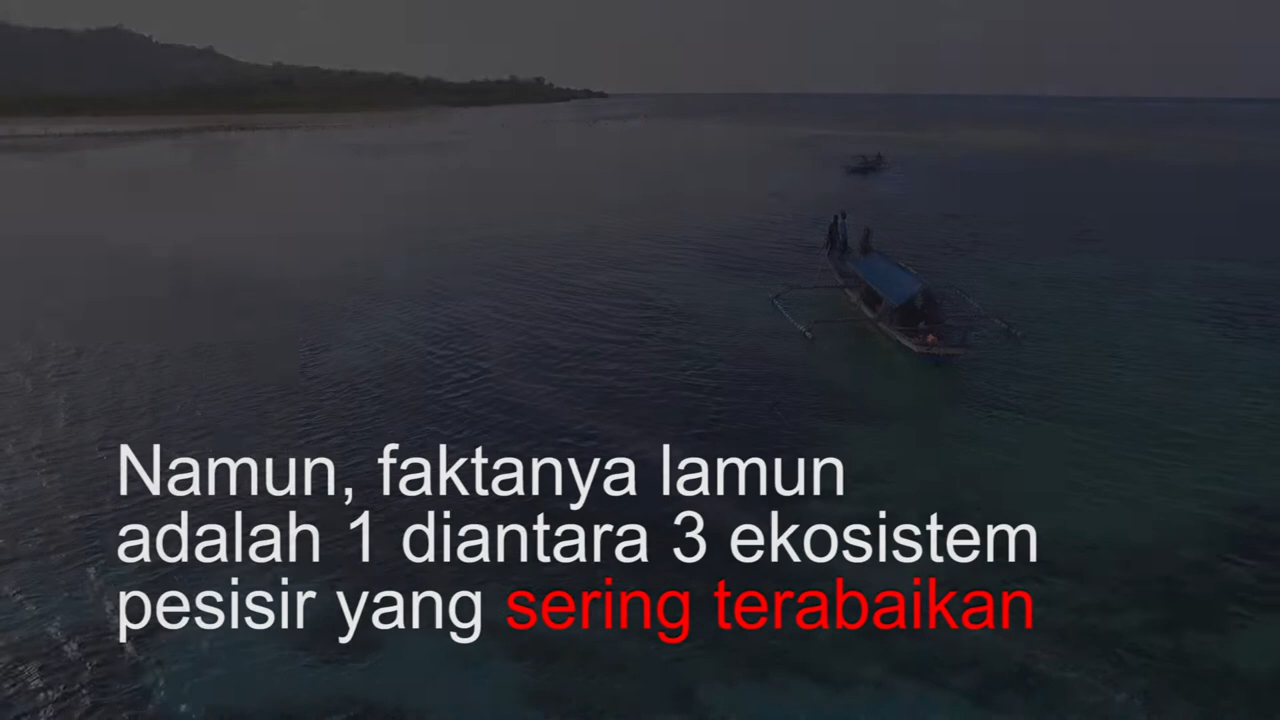 Namun, faktanya lamun
adalah 1 diantara 3 ekosistem
pesisir yang sering terabaikan